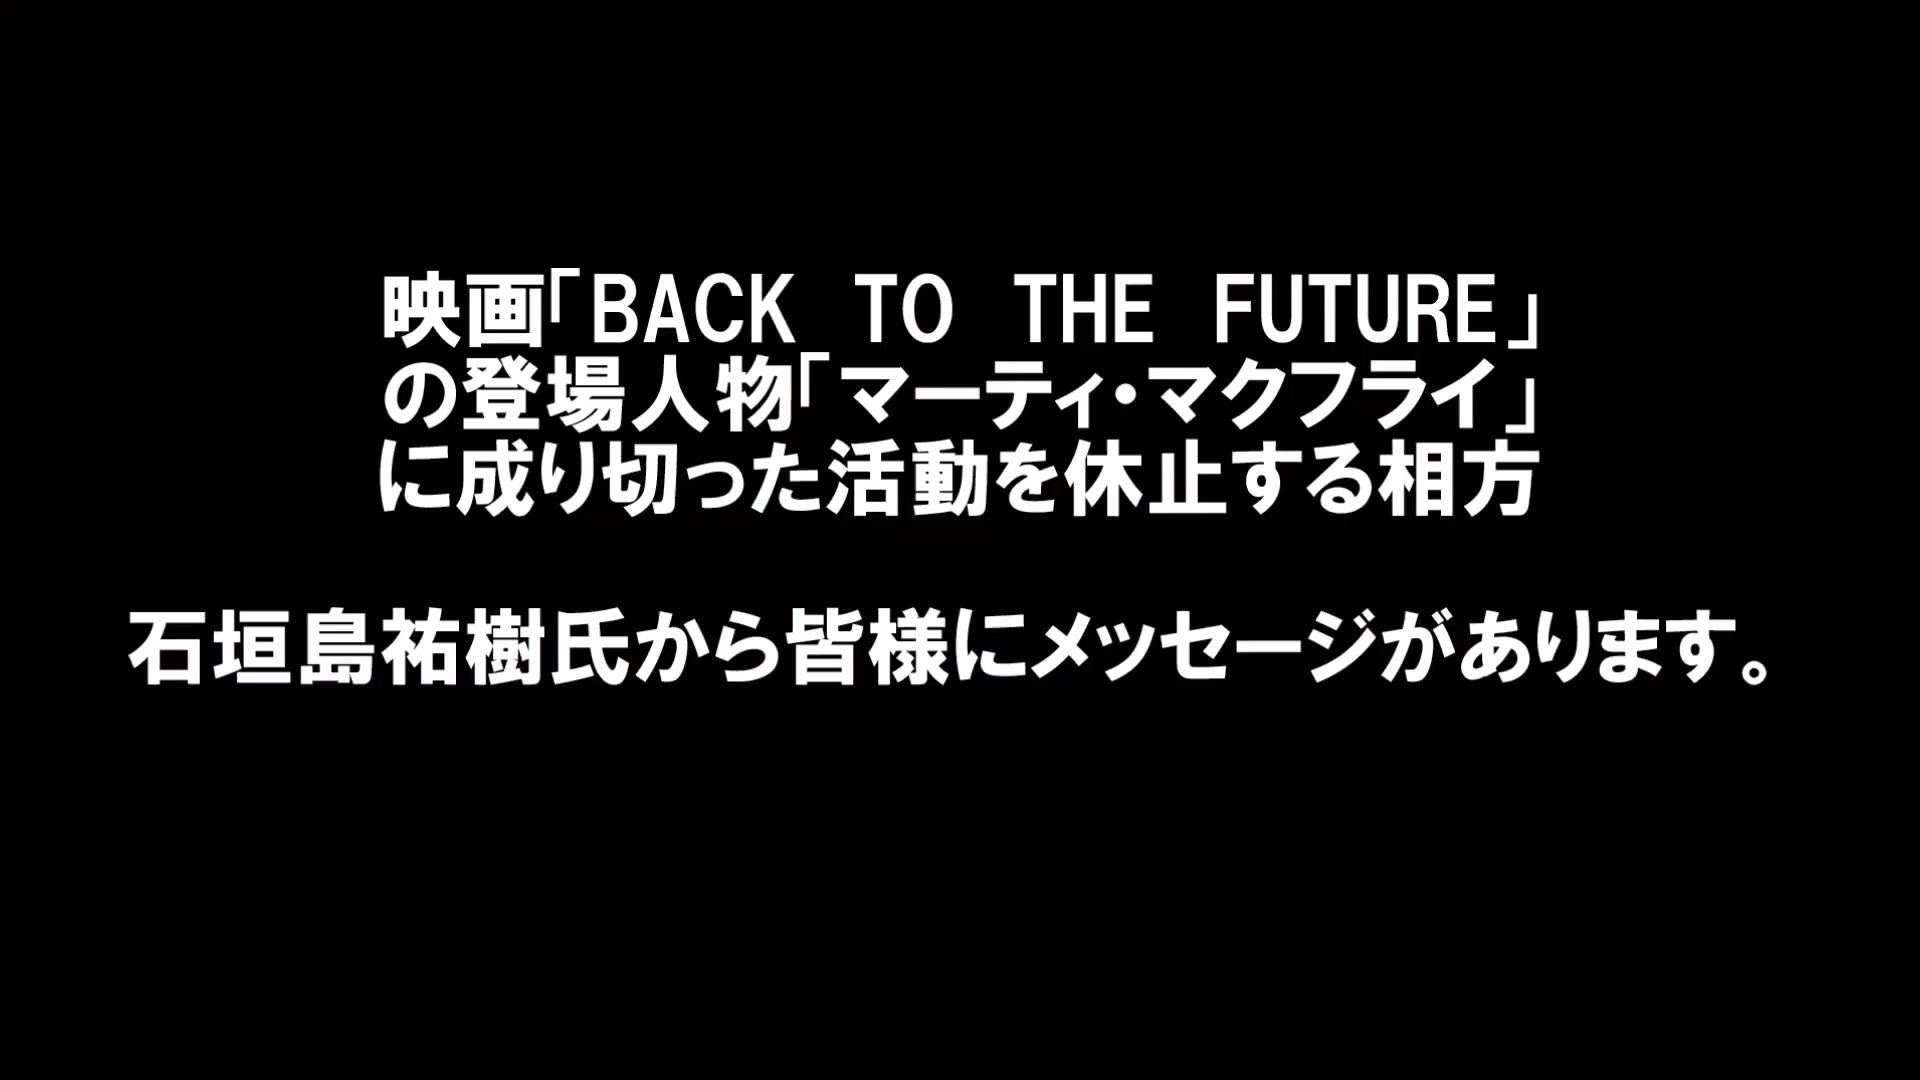 映画「BACK TO THE FUTURE」
の登場人物「マーティ・マクフライ」
に成り切った活動を休止する相方
石垣島祐樹氏から皆様にメッセージがあります。